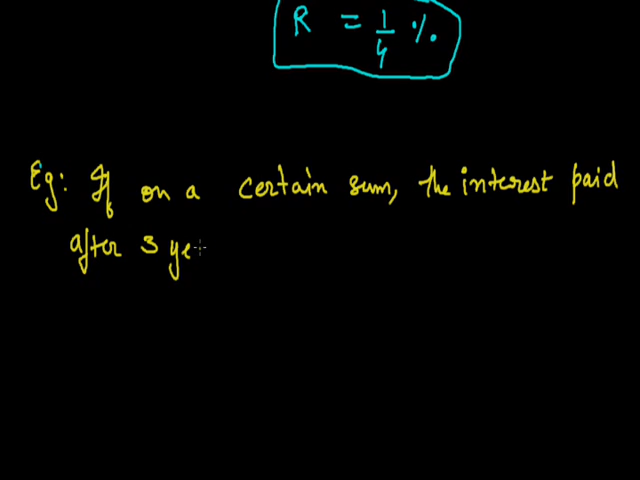 R = 1/4 %.
Eg: If on a certain sum, the interest paid
after 3 ye